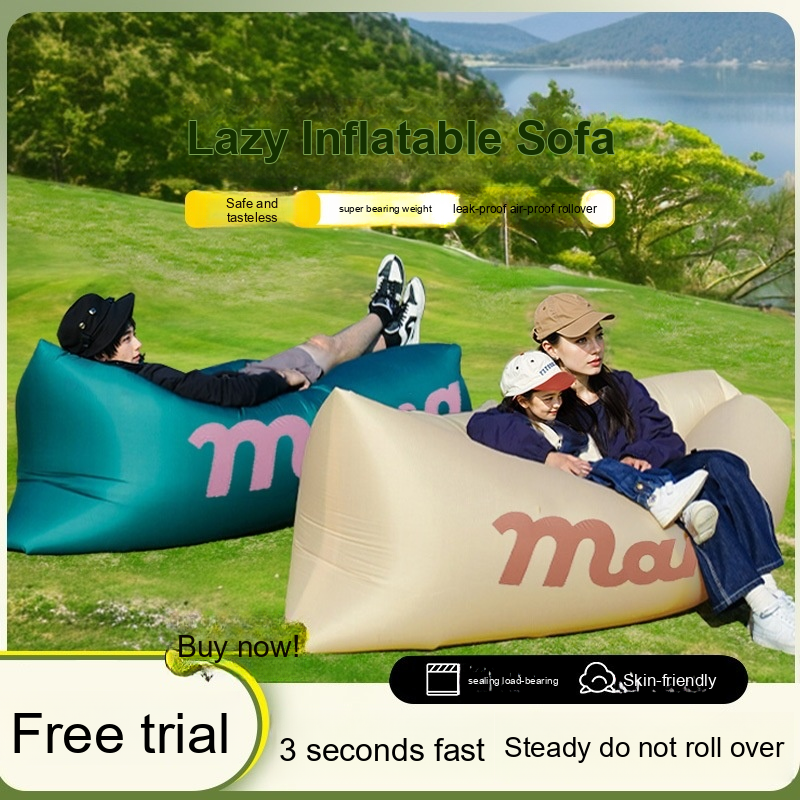 Lazy Inflatable Sofa
Safe and
tasteless
super bearing weight
leak-proof air-proof rollover
Buy now!
sealing load-bearing
Skin-friendly
Free trial
3 seconds fast
Steady do not roll over